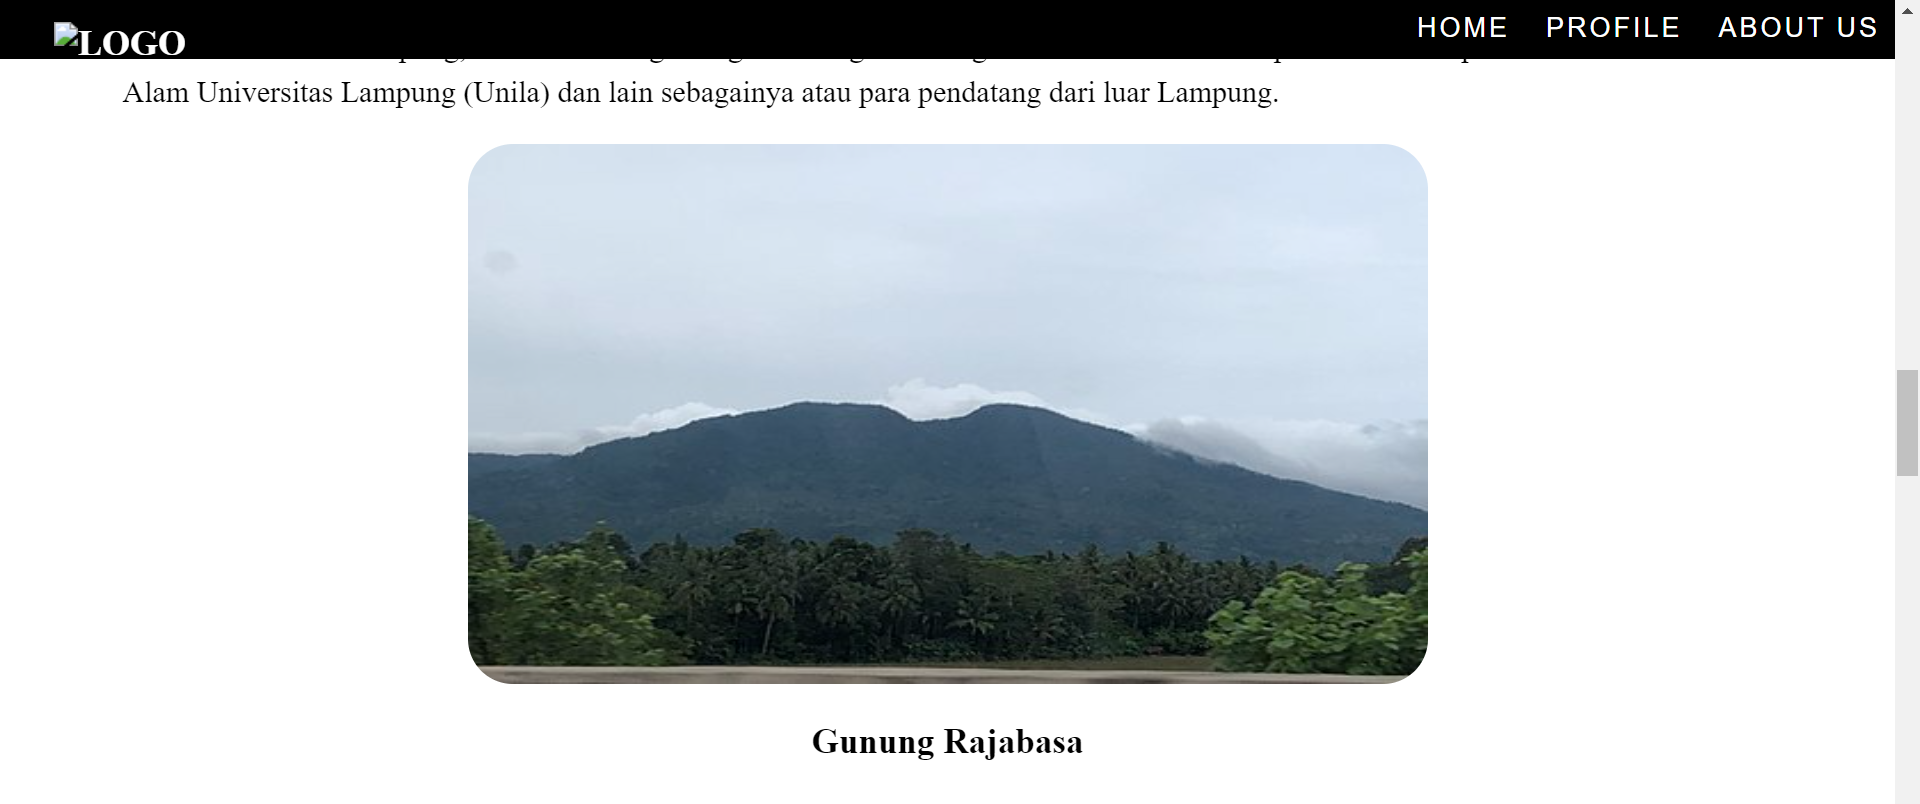 LOGO
HOME PROFILE ABOUT US
Alam Universitas Lampung (Unila) dan lain sebagainya atau para pendatang dari luar Lampung.
Gunung Rajabasa